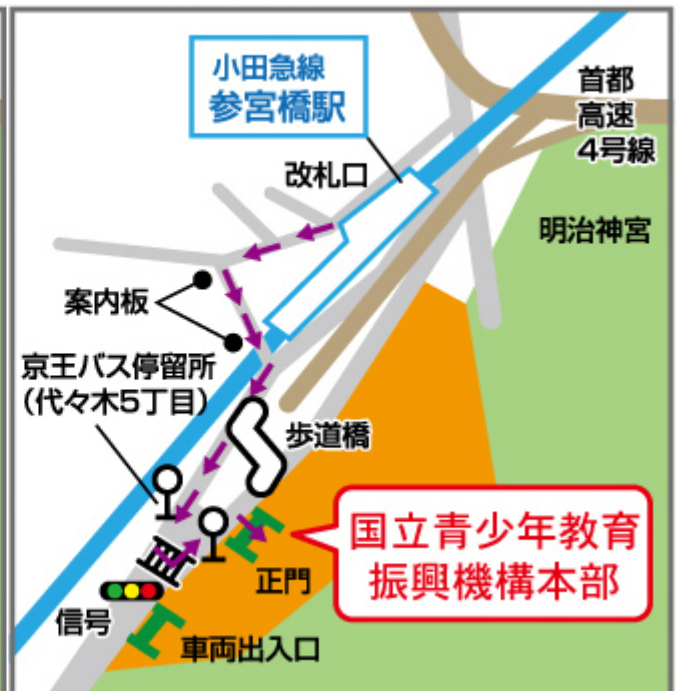 小田急線
参宮橋駅
首都
高速
4号線
改札口
明治神宮
案内板
京王バス停留所
（代々木5丁目）
歩道橋
国立青少年教育
振興機構本部
正門
信号
車両出入口